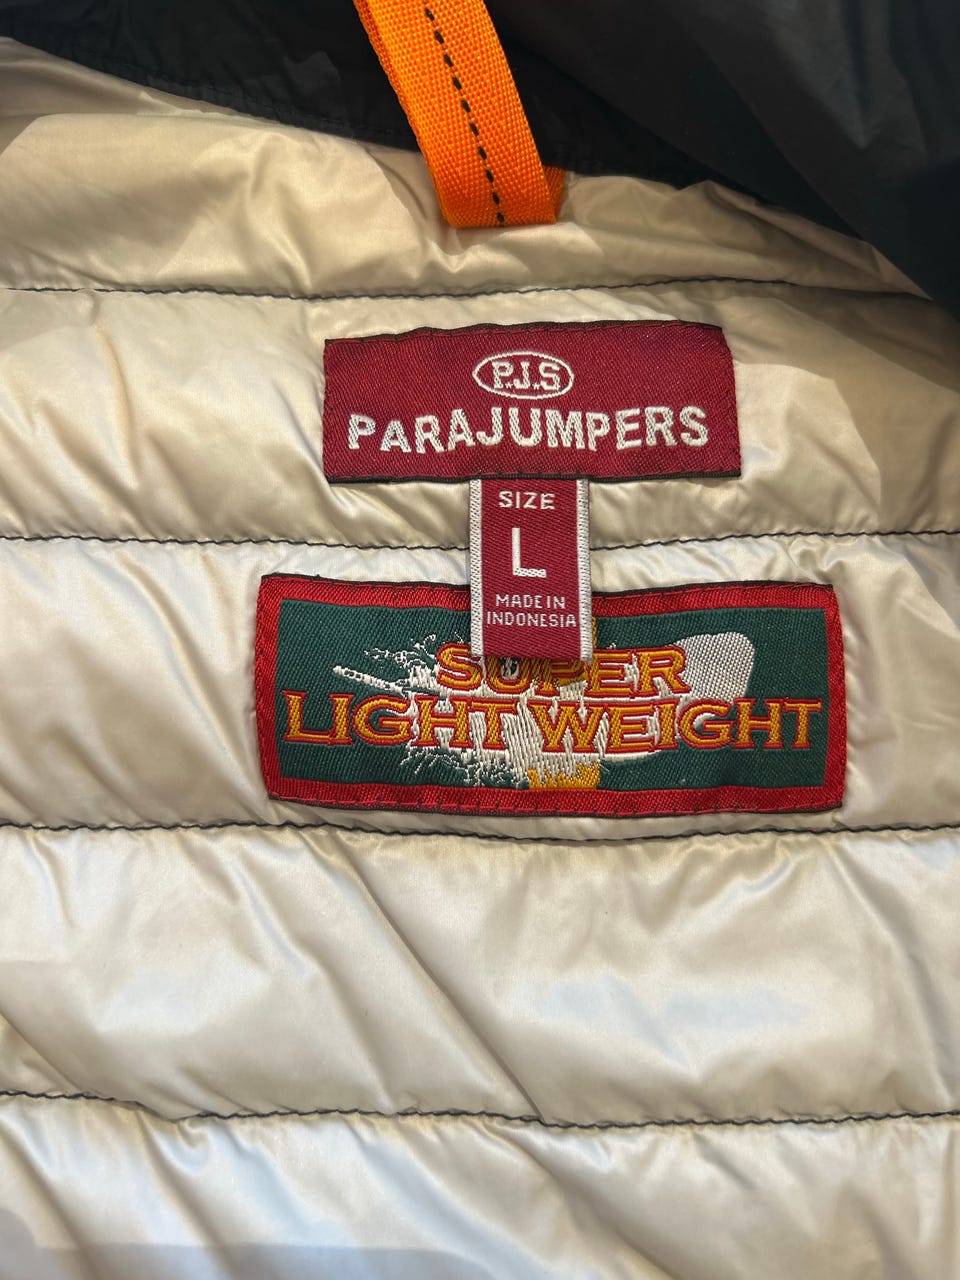 P.J.S
PARAJUMPERS
SIZE
L
MADE IN
INDONESIA
SUPER
LIGHT WEIGHT